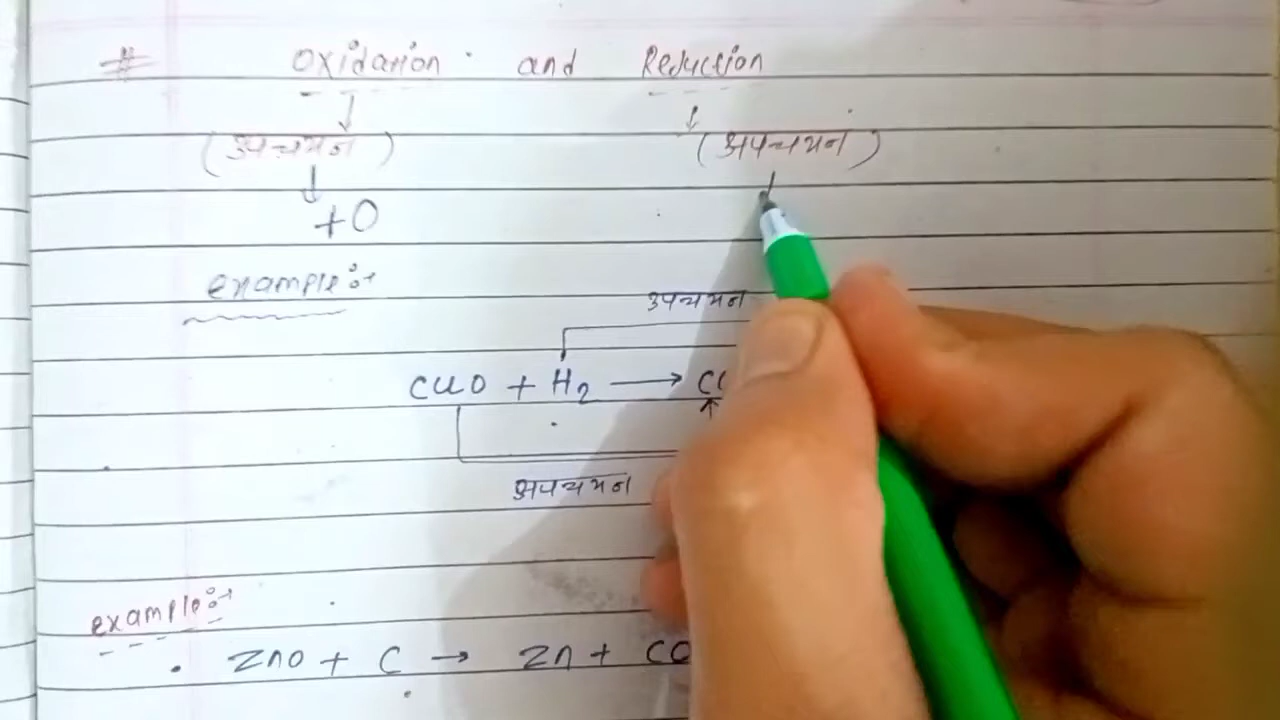 # Oxidation and Reduction
(उपचयन) (अपचयन)
+O
example:-
उपचयन
CuO + H2 → C
अपचयन
example:-
ZnO + C → Zn + CO